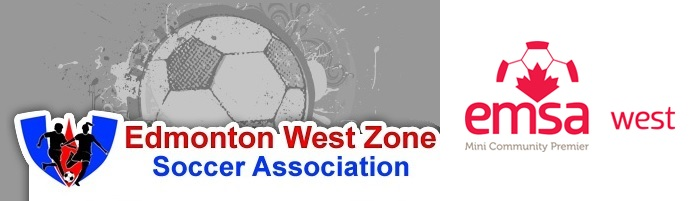 Edmonton West Zone
Soccer Association
emsa west
Mini Community Premier